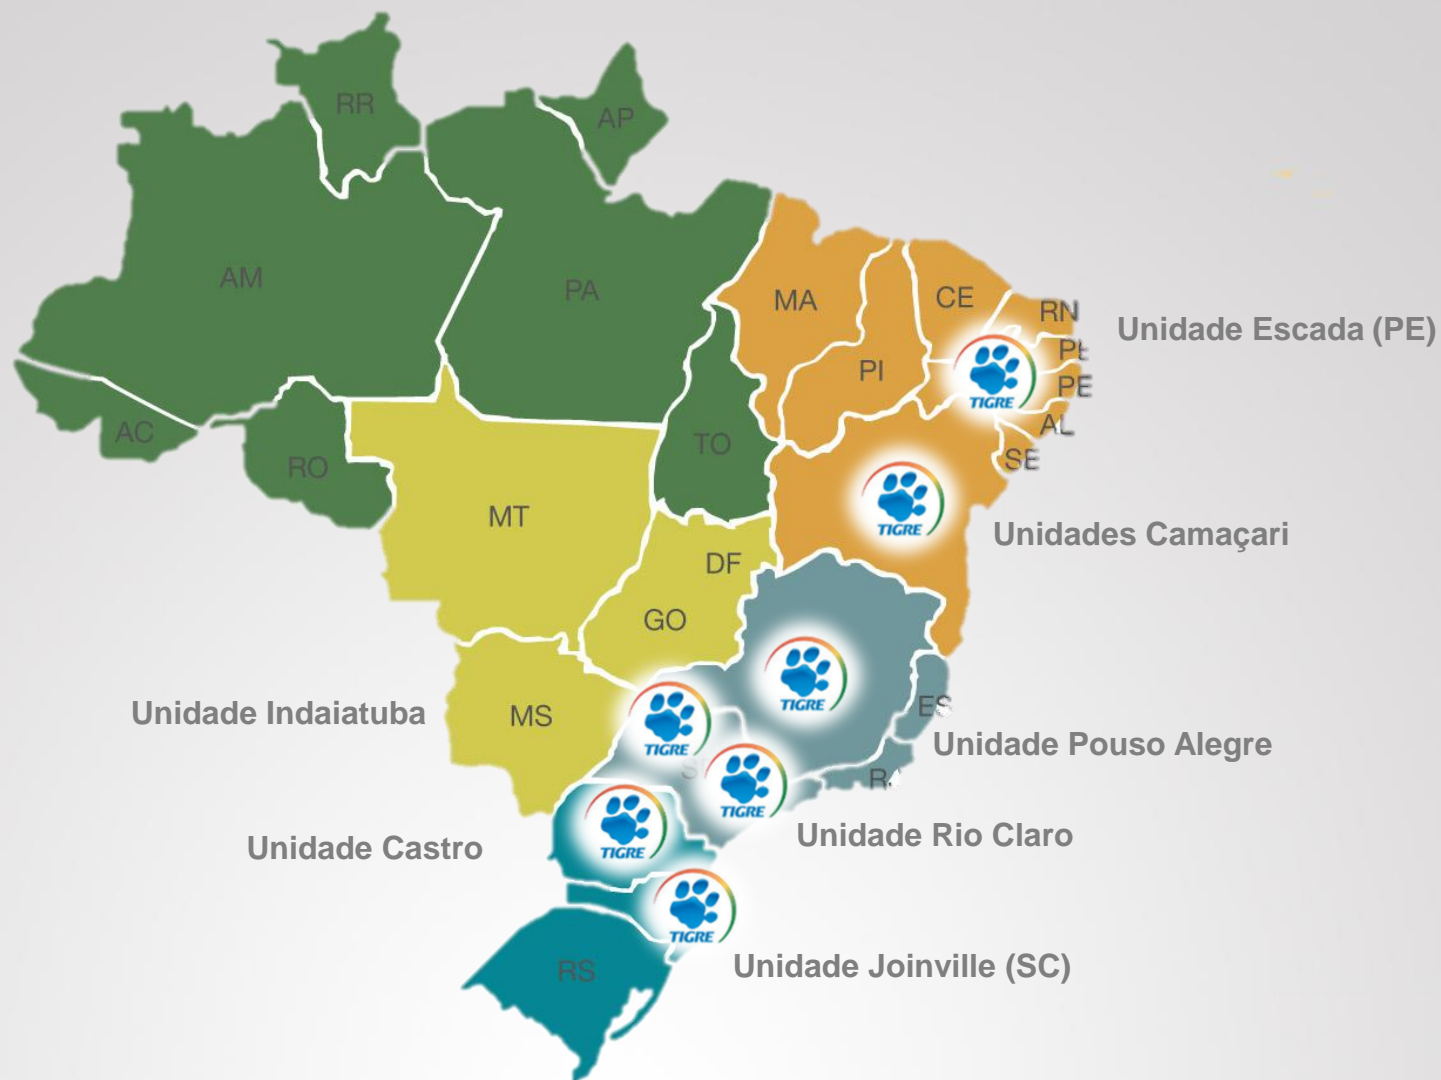 RR
AP
AM
PA
MA
CE
RN
Unidade Escada (PE)
PI
TIGRE
PE
AC
RO
TO
AL
SE
MT
TIGRE
Unidades Camaçari
DF
GO
TIGRE
Unidade Indaiatuba
MS
TIGRE
ES
Unidade Pouso Alegre
TIGRE
Unidade Castro
TIGRE
Unidade Rio Claro
TIGRE
RS
Unidade Joinville (SC)